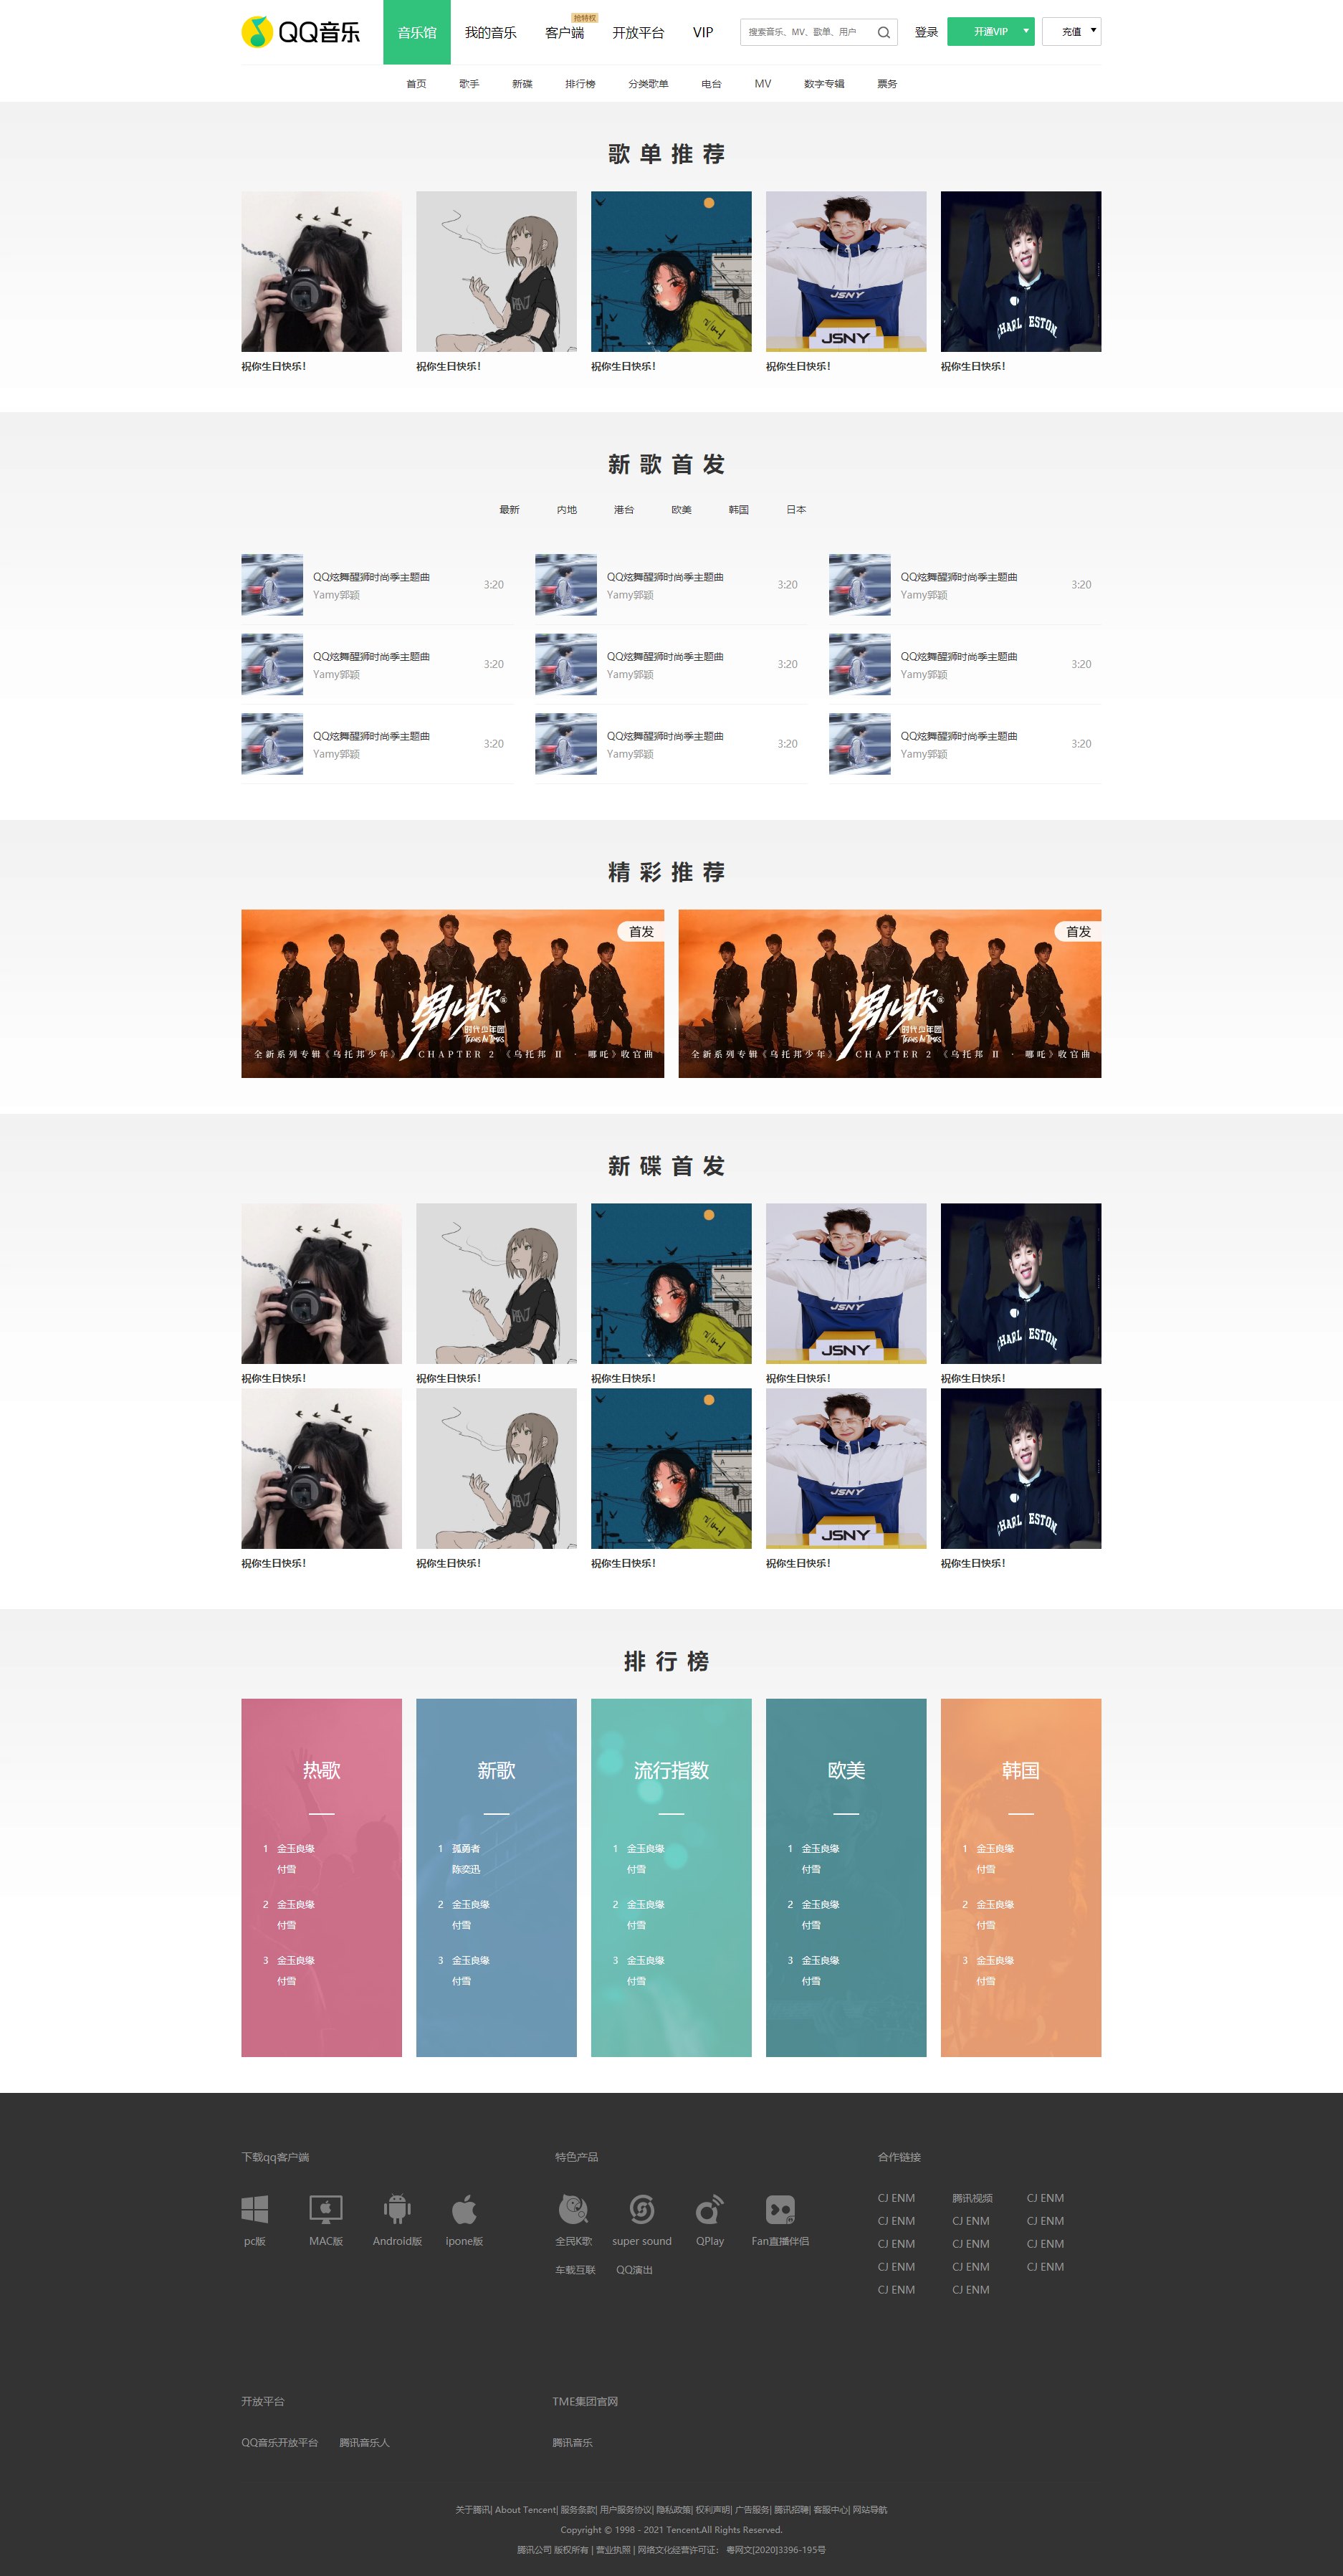 QQ音乐
音乐馆 我的音乐 客户端 抢特权 开放平台 VIP 搜索音乐、MV、歌单、用户 登录 开通VIP 充值
首页 歌手 新碟 排行榜 分类歌单 电台 MV 数字专辑 票务
歌单推荐
JSNY
JSNY
CHARLESTON.
祝你生日快乐! 祝你生日快乐! 祝你生日快乐! 祝你生日快乐! 祝你生日快乐!
新歌首发
最新 内地 港台 欧美 韩国 日本
QQ炫舞醒狮时尚季主题曲 3:20 QQ炫舞醒狮时尚季主题曲 3:20 QQ炫舞醒狮时尚季主题曲 3:20
Yamy郭颖 Yamy郭颖 Yamy郭颖
QQ炫舞醒狮时尚季主题曲 3:20 QQ炫舞醒狮时尚季主题曲 3:20 QQ炫舞醒狮时尚季主题曲 3:20
Yamy郭颖 Yamy郭颖 Yamy郭颖
QQ炫舞醒狮时尚季主题曲 3:20 QQ炫舞醒狮时尚季主题曲 3:20 QQ炫舞醒狮时尚季主题曲 3:20
Yamy郭颖 Yamy郭颖 Yamy郭颖
精彩推荐
首发 首发
男儿歌 男儿歌
时代少年团 时代少年团
全新系列专辑《乌托邦少年》 CHAPTER 2 《乌托邦 II · 哪吒》收官曲 全新系列专辑《乌托邦少年》 CHAPTER 2 《乌托邦 II · 哪吒》收官曲
新碟首发
JSNY
JSNY
CHARLESTON.
祝你生日快乐! 祝你生日快乐! 祝你生日快乐! 祝你生日快乐! 祝你生日快乐!
JSNY
JSNY
CHARLESTON.
祝你生日快乐! 祝你生日快乐! 祝你生日快乐! 祝你生日快乐! 祝你生日快乐!
排行榜
热歌 新歌 流行指数 欧美 韩国
1 金玉良缘 1 孤勇者 1 金玉良缘 1 金玉良缘 1 金玉良缘
付雪 陈奕迅 付雪 付雪 付雪
2 金玉良缘 2 金玉良缘 2 金玉良缘 2 金玉良缘 2 金玉良缘
付雪 付雪 付雪 付雪 付雪
3 金玉良缘 3 金玉良缘 3 金玉良缘 3 金玉良缘 3 金玉良缘
付雪 付雪 付雪 付雪 付雪
下载qq客户端 特色产品 合作链接
CJ ENM 腾讯视频 CJ ENM
CJ ENM CJ ENM CJ ENM
pc版 MAC版 Android版 ipone版 全民K歌 super sound QPlay Fan直播伴侣 CJ ENM CJ ENM CJ ENM
车载互联 QQ演出 CJ ENM CJ ENM CJ ENM
CJ ENM CJ ENM
开放平台 TME集团官网
QQ音乐开放平台 腾讯音乐人 腾讯音乐
关于腾讯| About Tencent| 服务条款| 用户服务协议| 隐私政策| 权利声明| 广告服务| 腾讯招聘| 客服中心| 网站导航
Copyright © 1998 - 2021 Tencent.All Rights Reserved.
腾讯公司 版权所有 | 营业执照 | 网络文化经营许可证： 粤网文[2020]3396-195号